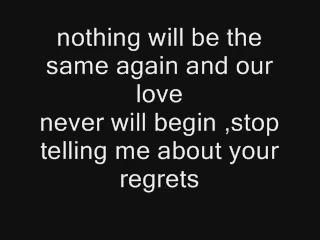 nothing will be the
same again and our
love
never will begin ,stop
telling me about your
regrets